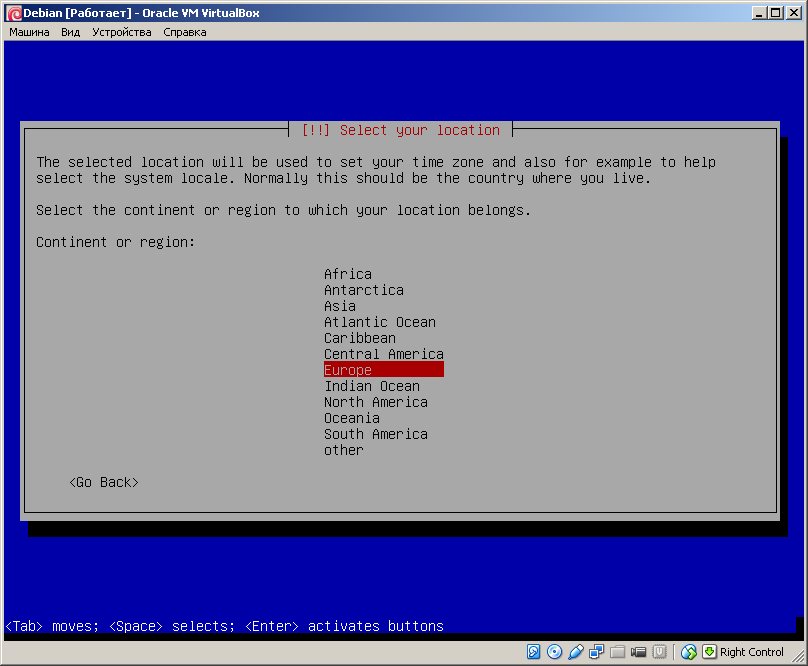 Debian [Работает] - Oracle VM VirtualBox
Машина Вид Устройства Справка
[!!] Select your location
The selected location will be used to set your time zone and also for example to help
select the system locale. Normally this should be the country where you live.
Select the continent or region to which your location belongs.
Continent or region:
Africa
Antarctica
Asia
Atlantic Ocean
Caribbean
Central America
Europe
Indian Ocean
North America
Oceania
South America
other
<Go Back>
<Tab> moves; <Space> selects; <Enter> activates buttons
Right Control